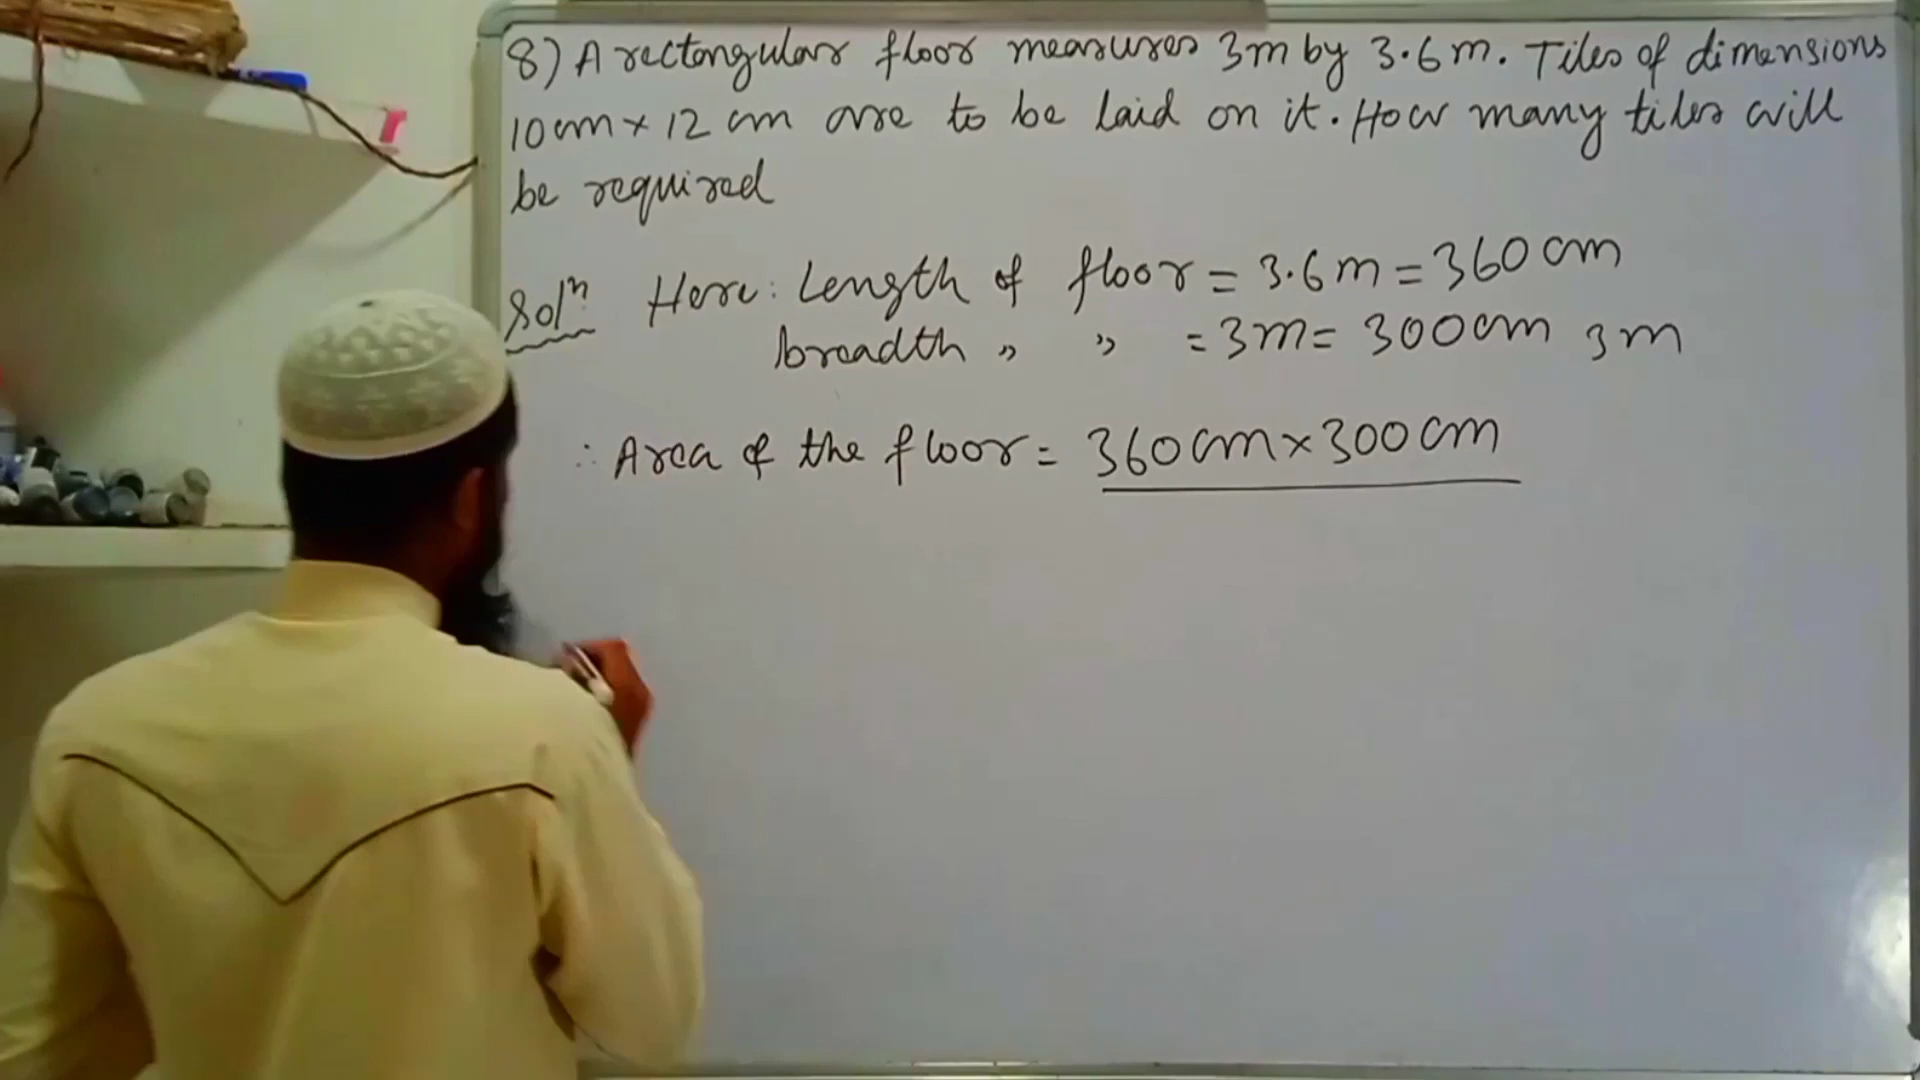 8) A rectangular floor measures 3m by 3.6m. Tiles of dimensions
10cm x 12 cm are to be laid on it. How many tiles will
be required
Solⁿ Here: Length of floor = 3.6m = 360cm
breadth " " = 3m = 300cm 3m
∴ Area of the floor = 360cm x 300cm